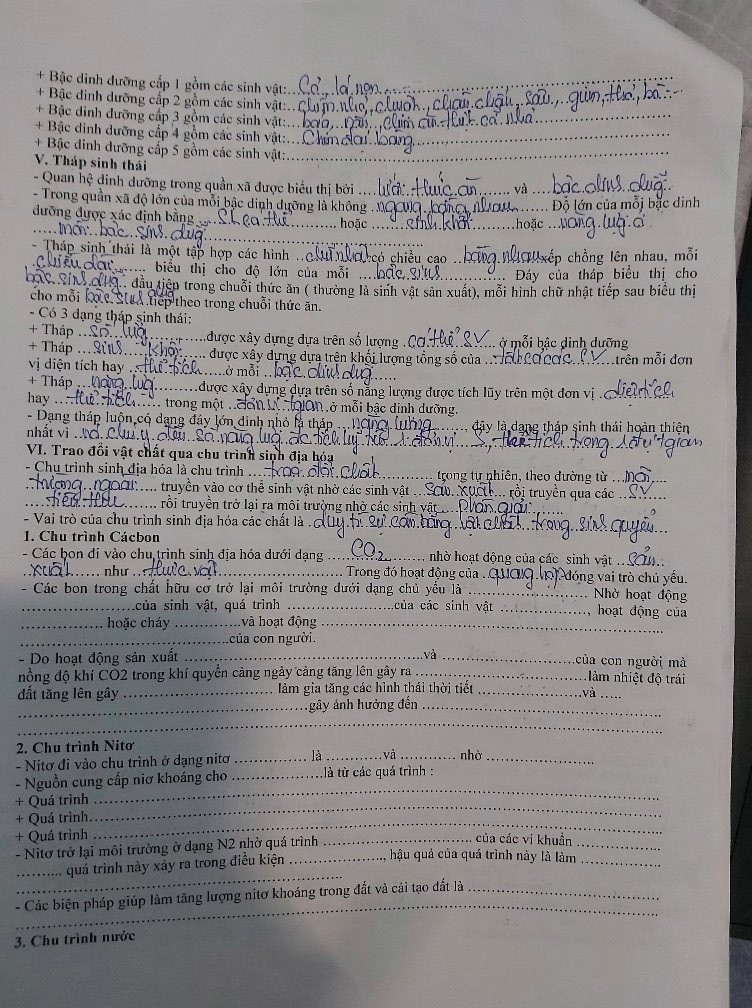 + Bậc dinh dưỡng cấp 1 gồm các sinh vật: Cỏ, lá non
+ Bậc dinh dưỡng cấp 2 gồm các sinh vật: chim nhỏ, chuột, châu chấu, sâu, giun, thỏ, bò
+ Bậc dinh dưỡng cấp 3 gồm các sinh vật: báo, rắn, chim ăn thịt cỡ nhỏ
+ Bậc dinh dưỡng cấp 4 gồm các sinh vật: Chim đại bàng
+ Bậc dinh dưỡng cấp 5 gồm các sinh vật:
V. Tháp sinh thái
- Quan hệ dinh dưỡng trong quần xã được biểu thị bởi lưới thức ăn và bậc dins dưg
- Trong quần xã độ lớn của mỗi bậc dinh dưỡng là không ngang bằng nhau Độ lớn của mỗi bậc dinh
dưỡng được xác định bằng SL cá thể hoặc sinh khối hoặc năng lượg ở
mỗi bậc sins dưg
- Tháp sinh thái là một tập hợp các hình chữ nhật có chiều cao bằng nhau xếp chồng lên nhau, mỗi
chiều dài biểu thị cho độ lớn của mỗi bậc Đáy của tháp biểu thị cho
bậc sins dưg đầu tiên trong chuỗi thức ăn ( thường là sinh vật sản xuất), mỗi hình chữ nhật tiếp sau biểu thị
cho mỗi bậc dưg tiếp theo trong chuỗi thức ăn.
- Có 3 dạng tháp sinh thái:
+ Tháp số lượg được xây dựng dựa trên số lượng cá thể SV ở mỗi bậc dinh dưỡng
+ Tháp sins khối được xây dựng dựa trên khối lượng tổng số của tất cả các SV trên mỗi đơn
vị diện tích hay thể tích ở mỗi bậc dins dưg
+ Tháp năng lượg được xây dựng dựa trên số năng lượng được tích lũy trên một đơn vị diện tích
hay thể tích trong một đơn vị tgian ở mỗi bậc dinh dưỡng.
- Dạng tháp luôn có dạng đáy lớn đỉnh nhỏ là tháp năng lượng đây là dạng tháp sinh thái hoàn thiện
nhất vì nó chú ý đến số năng lượg đc tích lũy trên 1 đơn vị S, thể tích trong 1 đvị tgian
VI. Trao đổi vật chất qua chu trình sinh địa hóa
- Chu trình sinh địa hóa là chu trình trao đổi chất trong tự nhiên, theo đường từ môi
trường ngoài truyền vào cơ thể sinh vật nhờ các sinh vật sản xuất rồi truyền qua các SV
tiêu thụ rồi truyền trở lại ra môi trường nhờ các sinh vật phân giải
- Vai trò của chu trình sinh địa hóa các chất là duy trì sự cân bằng vật chất trong sinh quyển
1. Chu trình Cácbon
- Các bon đi vào chu trình sinh địa hóa dưới dạng CO2 nhờ hoạt động của các sinh vật sản
xuất như thực vật Trong đó hoạt động của quang hợp đóng vai trò chủ yếu.
- Các bon trong chất hữu cơ trở lại môi trường dưới dạng chủ yếu là Nhờ hoạt động
của sinh vật, quá trình của các sinh vật , hoạt động của
hoặc cháy và hoạt động
của con người.
- Do hoạt động sản xuất và của con người mà
nồng độ khí CO2 trong khí quyển càng ngày càng tăng lên gây ra làm nhiệt độ trái
đất tăng lên gây làm gia tăng các hình thái thời tiết và
gây ảnh hưởng đến
2. Chu trình Nitơ
- Nitơ đi vào chu trình ở dạng nitơ là và nhờ
- Nguồn cung cấp niơ khoáng cho là từ các quá trình :
+ Quá trình
+ Quá trình
+ Quá trình
- Nitơ trở lại môi trường ở dạng N2 nhờ quá trình của các vi khuẩn
quá trình này xảy ra trong điều kiện , hậu quả của quá trình này là làm
- Các biện pháp giúp làm tăng lượng nitơ khoáng trong đất và cải tạo đất là
3. Chu trình nước